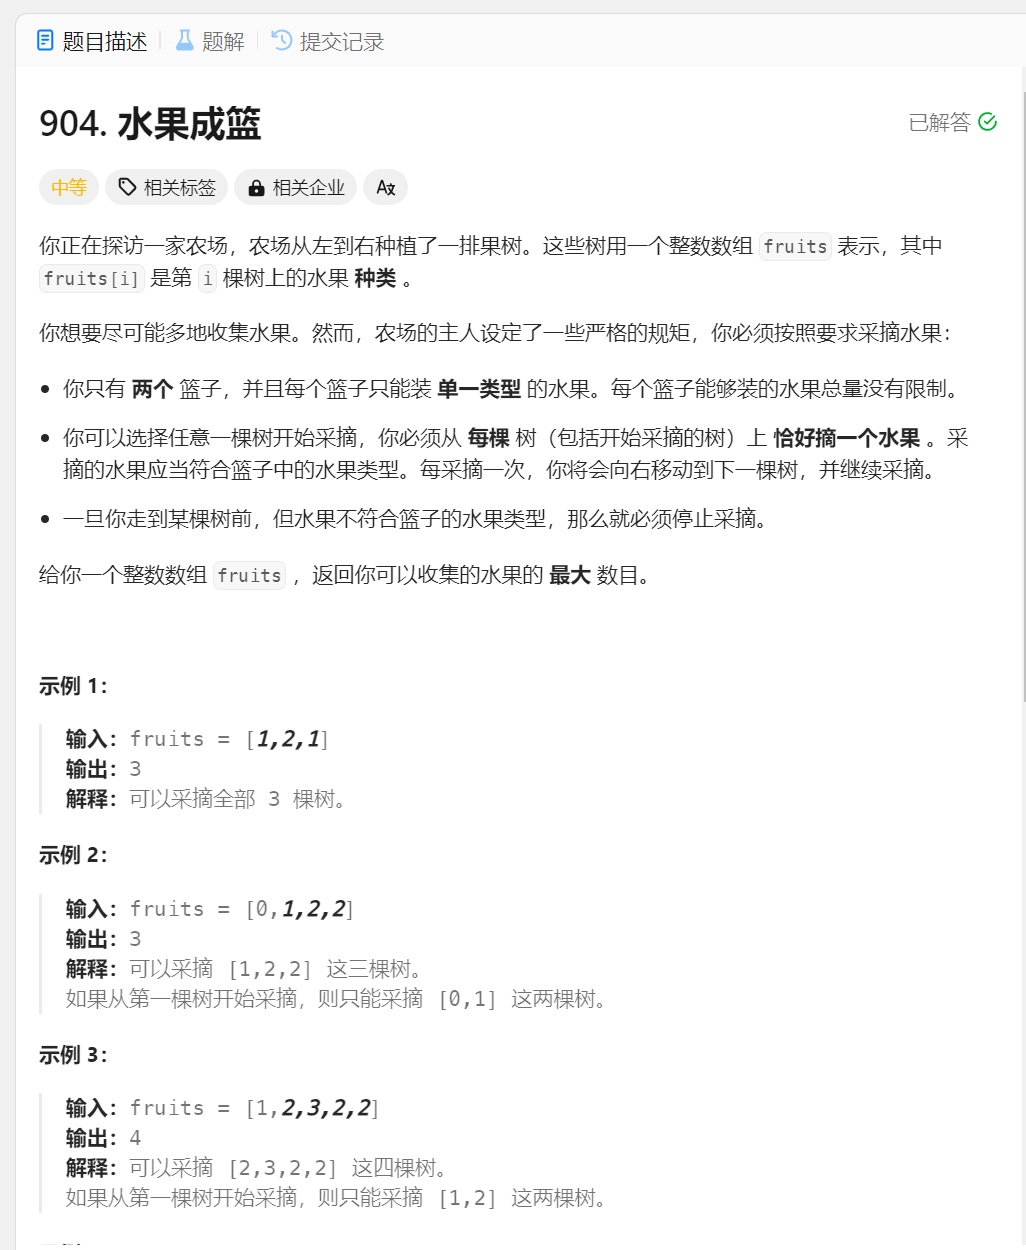 题目描述 题解 提交记录
904. 水果成篮
已解答
中等 相关标签 相关企业 A文
你正在探访一家农场，农场从左到右种植了一排果树。这些树用一个整数数组 fruits 表示，其中
fruits[i] 是第 i 棵树上的水果 种类 。
你想要尽可能多地收集水果。然而，农场的主人设定了一些严格的规矩，你必须按照要求采摘水果：
• 你只有 两个 篮子，并且每个篮子只能装 单一类型 的水果。每个篮子能够装的水果总量没有限制。
• 你可以选择任意一棵树开始采摘，你必须从 每棵 树（包括开始采摘的树）上 恰好摘一个水果 。采
摘的水果应当符合篮子中的水果类型。每采摘一次，你将会向右移动到下一棵树，并继续采摘。
• 一旦你走到某棵树前，但水果不符合篮子的水果类型，那么就必须停止采摘。
给你一个整数数组 fruits ，返回你可以收集的水果的 最大 数目。
示例 1：
输入：fruits = [1,2,1]
输出：3
解释：可以采摘全部 3 棵树。
示例 2：
输入：fruits = [0,1,2,2]
输出：3
解释：可以采摘 [1,2,2] 这三棵树。
如果从第一棵树开始采摘，则只能采摘 [0,1] 这两棵树。
示例 3：
输入：fruits = [1,2,3,2,2]
输出：4
解释：可以采摘 [2,3,2,2] 这四棵树。
如果从第一棵树开始采摘，则只能采摘 [1,2] 这两棵树。